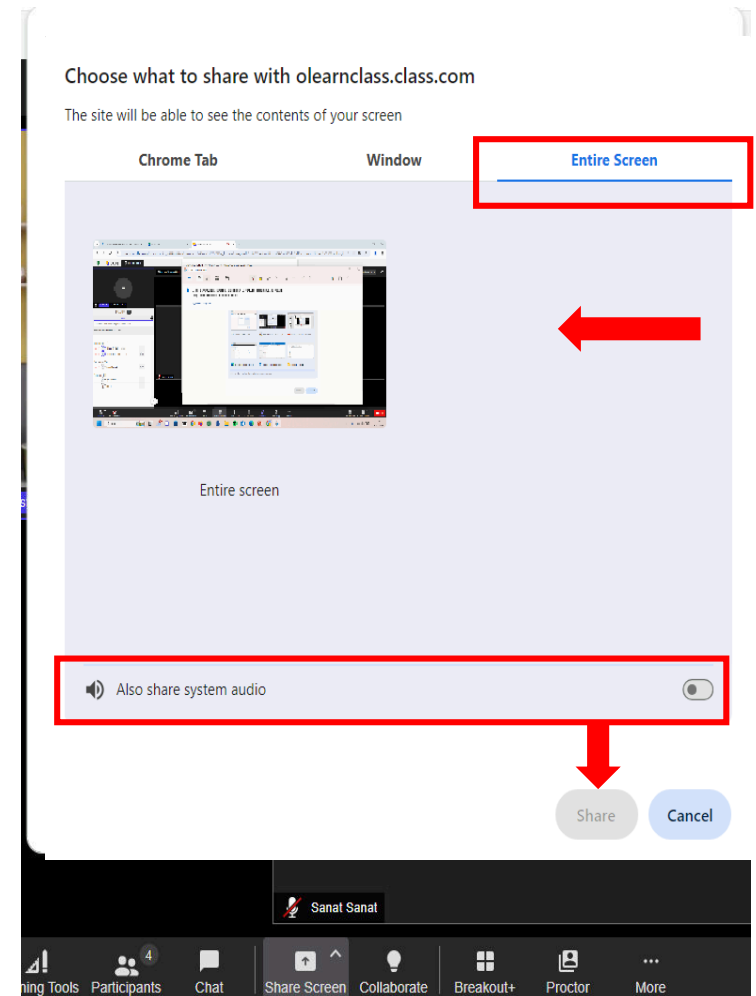 Choose what to share with olearnclass.class.com
The site will be able to see the contents of your screen
Chrome Tab Window Entire Screen
Entire screen
Also share system audio
Share Cancel
Sanat Sanat
4
ning Tools Participants Chat Share Screen Collaborate Breakout+ Proctor More